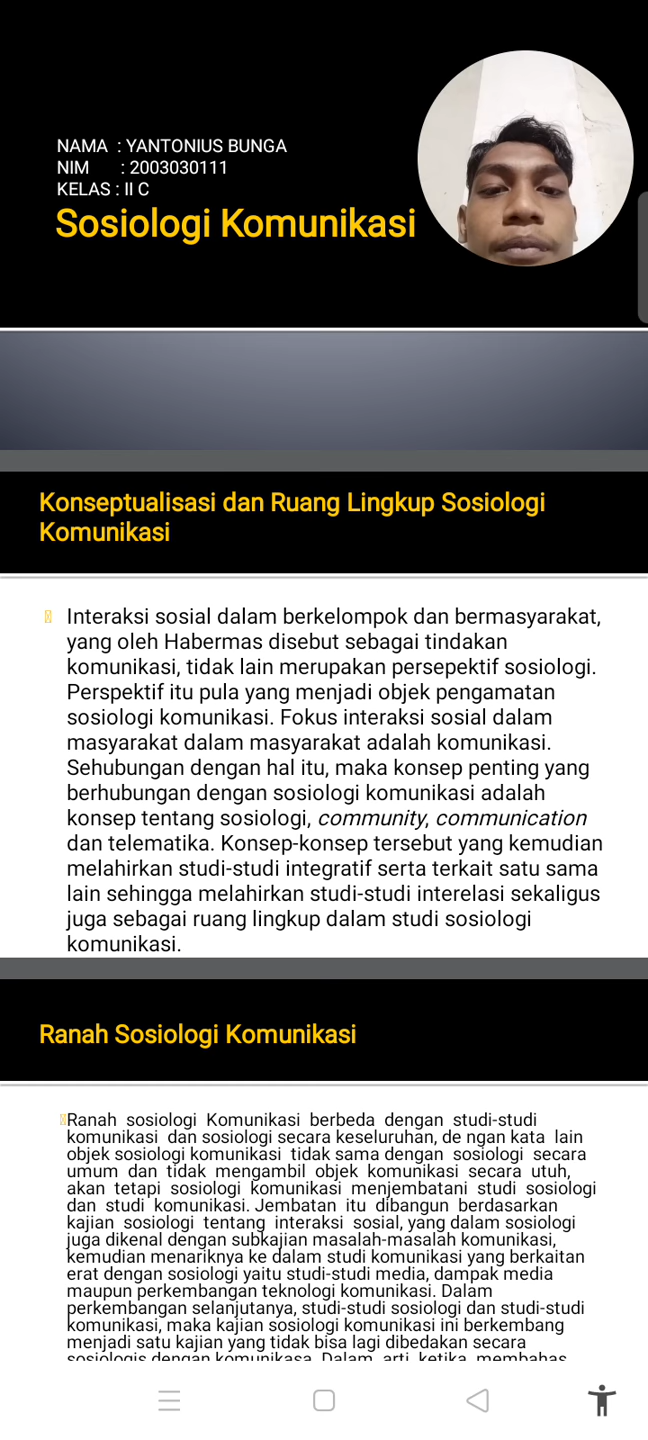 NAMA : YANTONIUS BUNGA
NIM : 2003030111
KELAS : II C
Sosiologi Komunikasi
Konseptualisasi dan Ruang Lingkup Sosiologi
Komunikasi
Interaksi sosial dalam berkelompok dan bermasyarakat,
yang oleh Habermas disebut sebagai tindakan
komunikasi, tidak lain merupakan persepektif sosiologi.
Perspektif itu pula yang menjadi objek pengamatan
sosiologi komunikasi. Fokus interaksi sosial dalam
masyarakat dalam masyarakat adalah komunikasi.
Sehubungan dengan hal itu, maka konsep penting yang
berhubungan dengan sosiologi komunikasi adalah
konsep tentang sosiologi, community, communication
dan telematika. Konsep-konsep tersebut yang kemudian
melahirkan studi-studi integratif serta terkait satu sama
lain sehingga melahirkan studi-studi interelasi sekaligus
juga sebagai ruang lingkup dalam studi sosiologi
komunikasi.
Ranah Sosiologi Komunikasi
Ranah sosiologi Komunikasi berbeda dengan studi-studi
komunikasi dan sosiologi secara keseluruhan, de ngan kata lain
objek sosiologi komunikasi tidak sama dengan sosiologi secara
umum dan tidak mengambil objek komunikasi secara utuh,
akan tetapi sosiologi komunikasi menjembatani studi sosiologi
dan studi komunikasi. Jembatan itu dibangun berdasarkan
kajian sosiologi tentang interaksi sosial, yang dalam sosiologi
juga dikenal dengan subkajian masalah-masalah komunikasi,
kemudian menariknya ke dalam studi komunikasi yang berkaitan
erat dengan sosiologi yaitu studi-studi media, dampak media
maupun perkembangan teknologi komunikasi. Dalam
perkembangan selanjutanya, studi-studi sosiologi dan studi-studi
komunikasi, maka kajian sosiologi komunikasi ini berkembang
menjadi satu kajian yang tidak bisa lagi dibedakan secara
sosiologis dengan komunikasa. Dalam arti ketika membahas